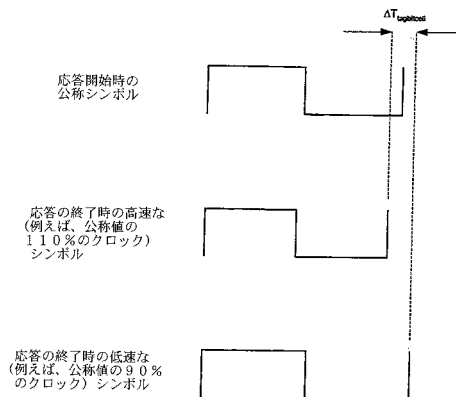 ΔTtagbitcell
応答開始時の
公称シンボル
応答の終了時の高速な
(例えば、公称値の
110%のクロック)
シンボル
応答の終了時の低速な
(例えば、公称値の90%
のクロック) シンボル